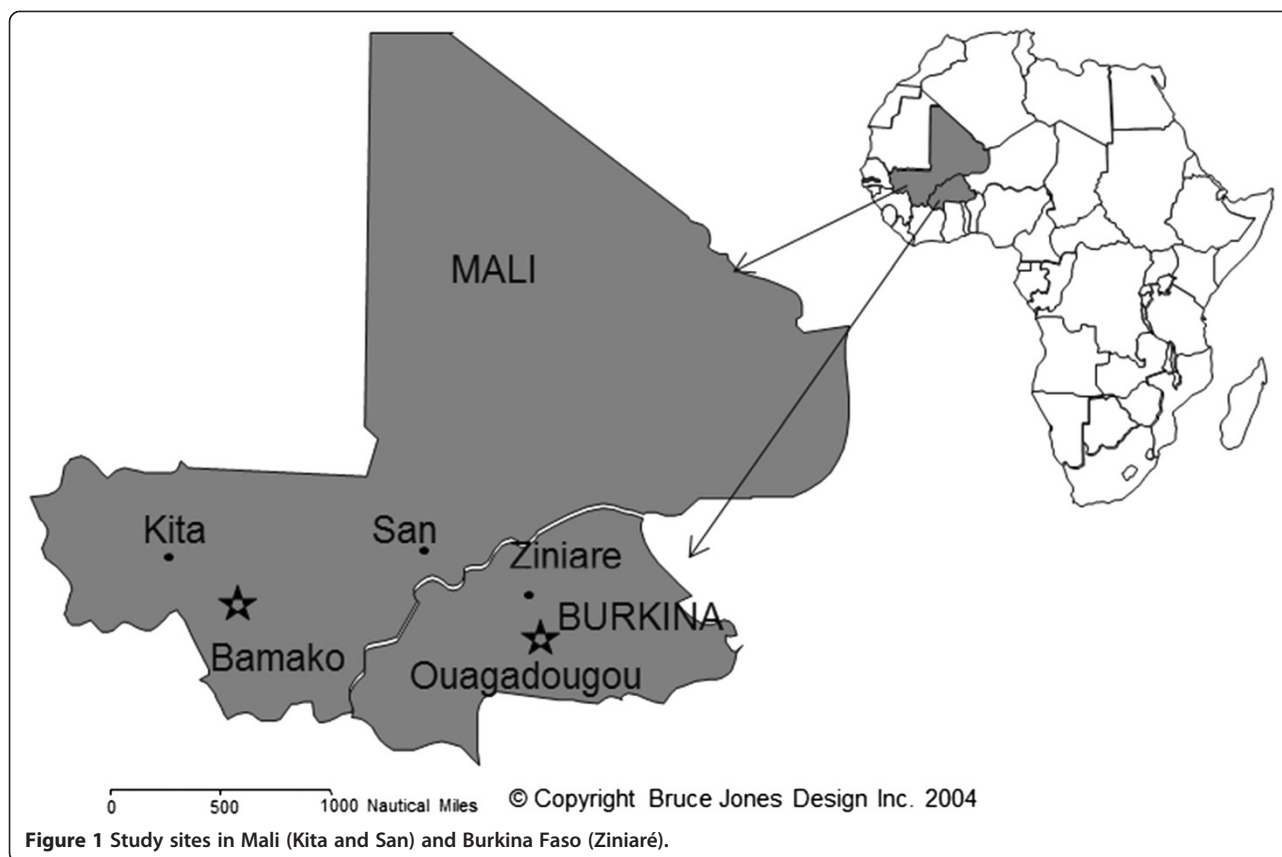 MALI
Kita
San
Ziniare
BURKINA
Bamako
Ouagadougou
0 500 1000 Nautical Miles © Copyright Bruce Jones Design Inc. 2004
Figure 1 Study sites in Mali (Kita and San) and Burkina Faso (Ziniaré).